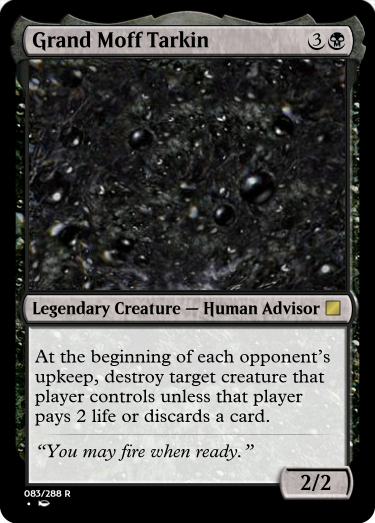 Grand Moff Tarkin 3
Legendary Creature — Human Advisor
At the beginning of each opponent's
upkeep, destroy target creature that
player controls unless that player
pays 2 life or discards a card.
"You may fire when ready."
2/2
083/288 R